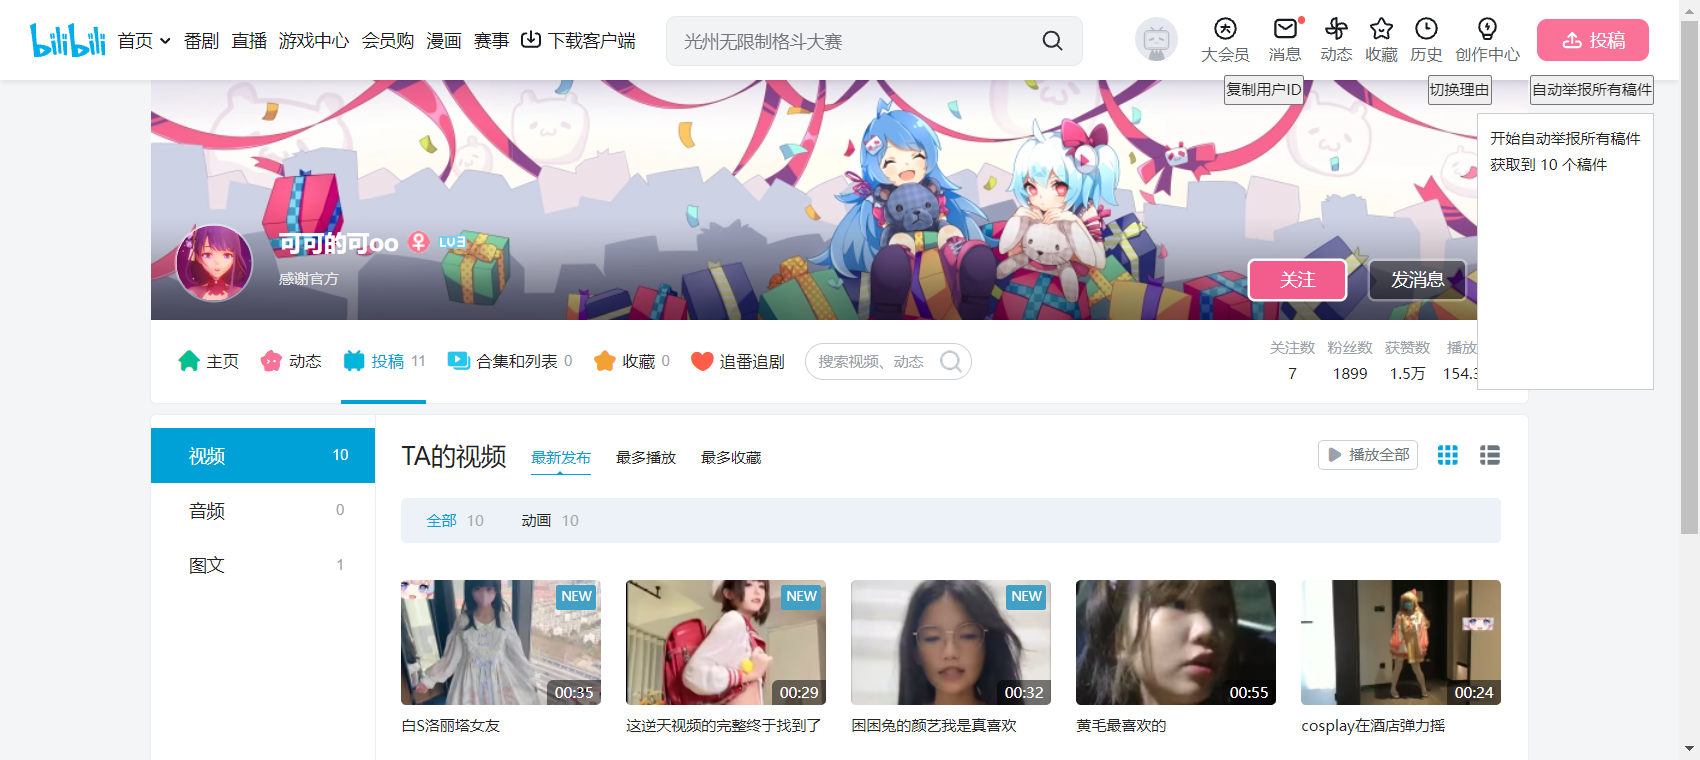 bilibili 首页 番剧 直播 游戏中心 会员购 漫画 赛事 下载客户端 光州无限制格斗大赛 大会员 消息 动态 收藏 历史 创作中心 投稿
复制用户ID 切换理由 自动举报所有稿件
开始自动举报所有稿件
获取到 10 个稿件
可可的可oo LV3
感谢官方
关注 发消息
主页 动态 投稿 11 合集和列表 0 收藏 0 追番追剧 搜索视频、动态
关注数 粉丝数 获赞数 播放
7 1899 1.5万 154.3
视频 10
音频 0
图文 1
TA的视频 最新发布 最多播放 最多收藏 播放全部
全部 10 动画 10
NEW NEW NEW
00:35 00:29 00:32 00:55 00:24
白S洛丽塔女友
这逆天视频的完整终于找到了
困困兔的颜艺我是真喜欢
黄毛最喜欢的
cosplay在酒店弹力摇